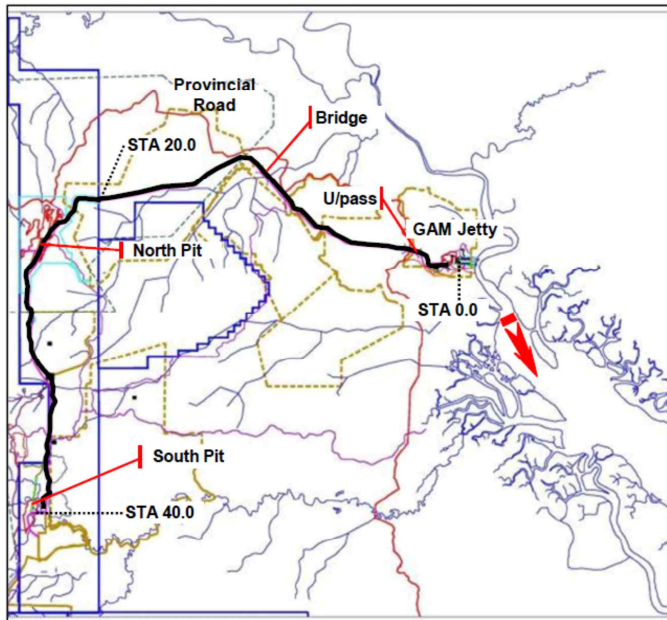 Provincial
Road
Bridge
STA 20.0
U/pass
GAM Jetty
North Pit
STA 0.0
South Pit
STA 40.0